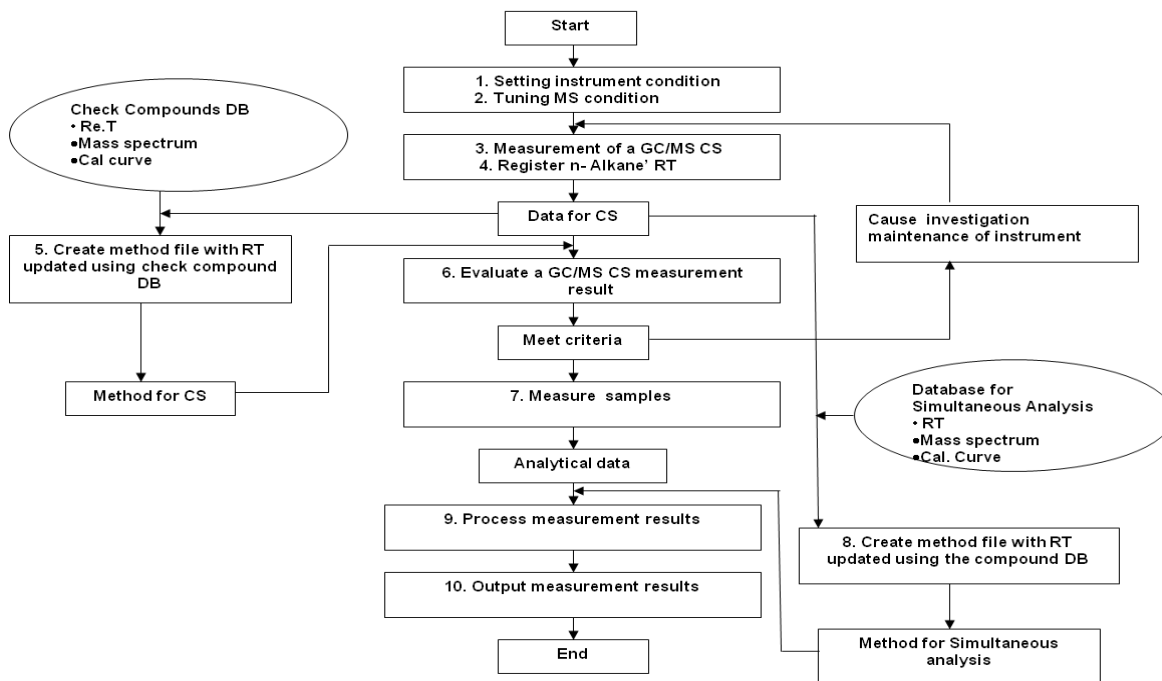 Start
1. Setting instrument condition
2. Tuning MS condition
Check Compounds DB
• Re.T
●Mass spectrum
●Cal curve
3. Measurement of a GC/MS CS
4. Register n- Alkane’ RT
Data for CS
Cause investigation
maintenance of instrument
5. Create method file with RT
updated using check compound
DB
6. Evaluate a GC/MS CS measurement
result
Meet criteria
Method for CS
7. Measure samples
Database for
Simultaneous Analysis
• RT
●Mass spectrum
●Cal. Curve
Analytical data
9. Process measurement results
8. Create method file with RT
updated using the compound DB
10. Output measurement results
End
Method for Simultaneous
analysis